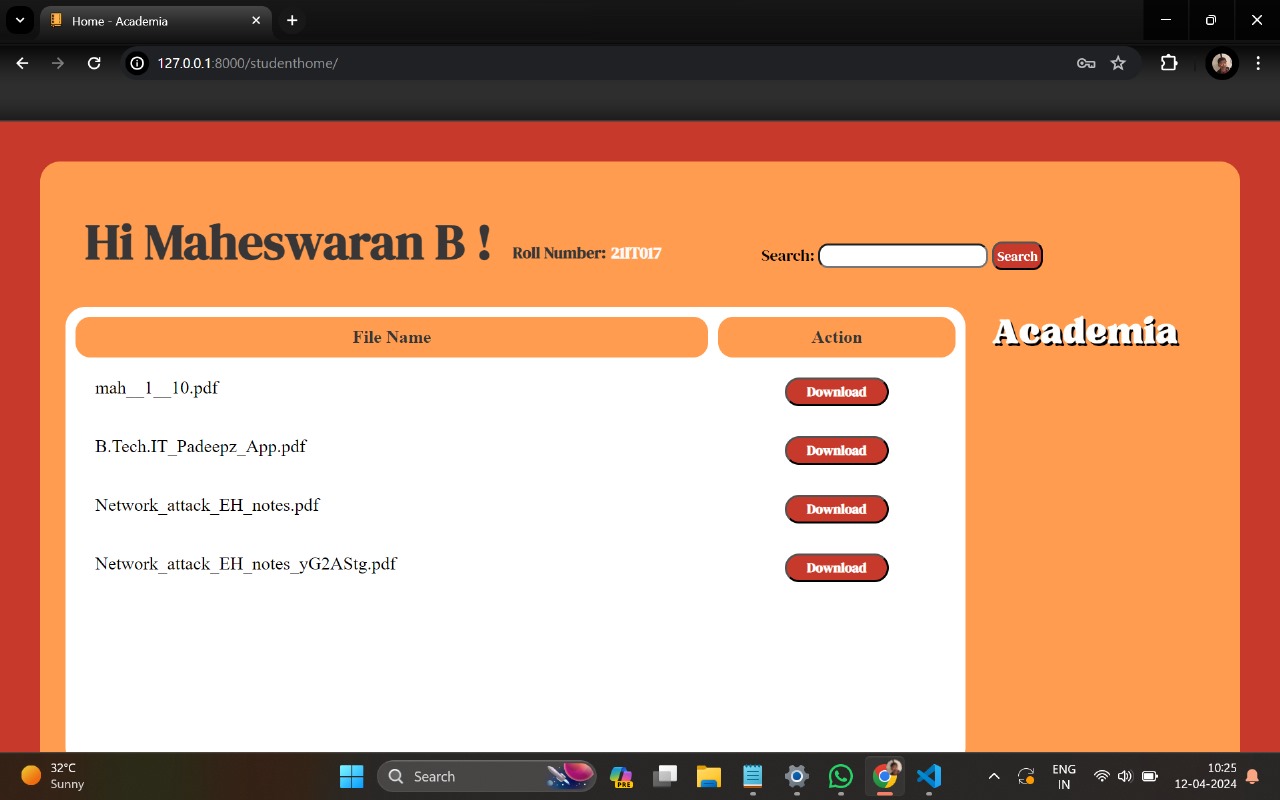 Home - Academia
127.0.0.1:8000/studenthome/
Hi Maheswaran B !
Roll Number: 21IT017
Search:
Search
File Name
Action
Academia
mah__1__10.pdf
Download
B.Tech.IT_Padeepz_App.pdf
Download
Network_attack_EH_notes.pdf
Download
Network_attack_EH_notes_yG2AStg.pdf
Download
32°C
Sunny
Search
PRE
ENG
IN
10:25
12-04-2024